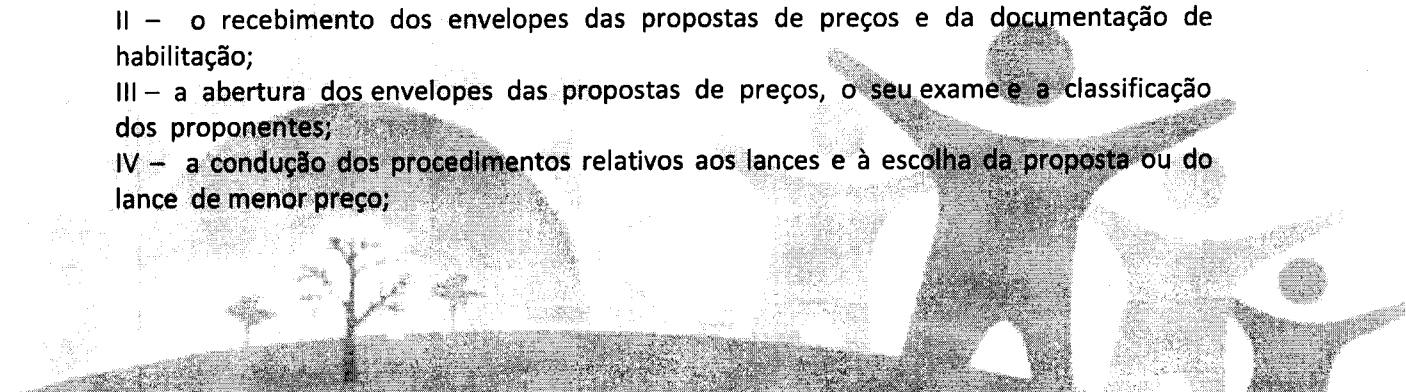 II – o recebimento dos envelopes das propostas de preços e da documentação de
habilitação;
III – a abertura dos envelopes das propostas de preços, o seu exame e a classificação
dos proponentes;
IV – a condução dos procedimentos relativos aos lances e à escolha da proposta ou do
lance de menor preço;